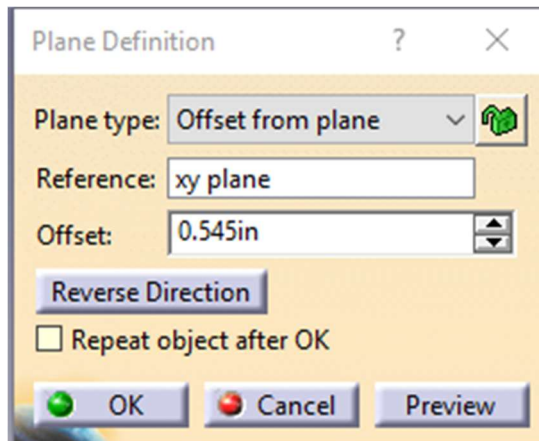 Plane Definition ? ×
Plane type: Offset from plane
Reference: xy plane
Offset: 0.545in
Reverse Direction
Repeat object after OK
OK Cancel Preview